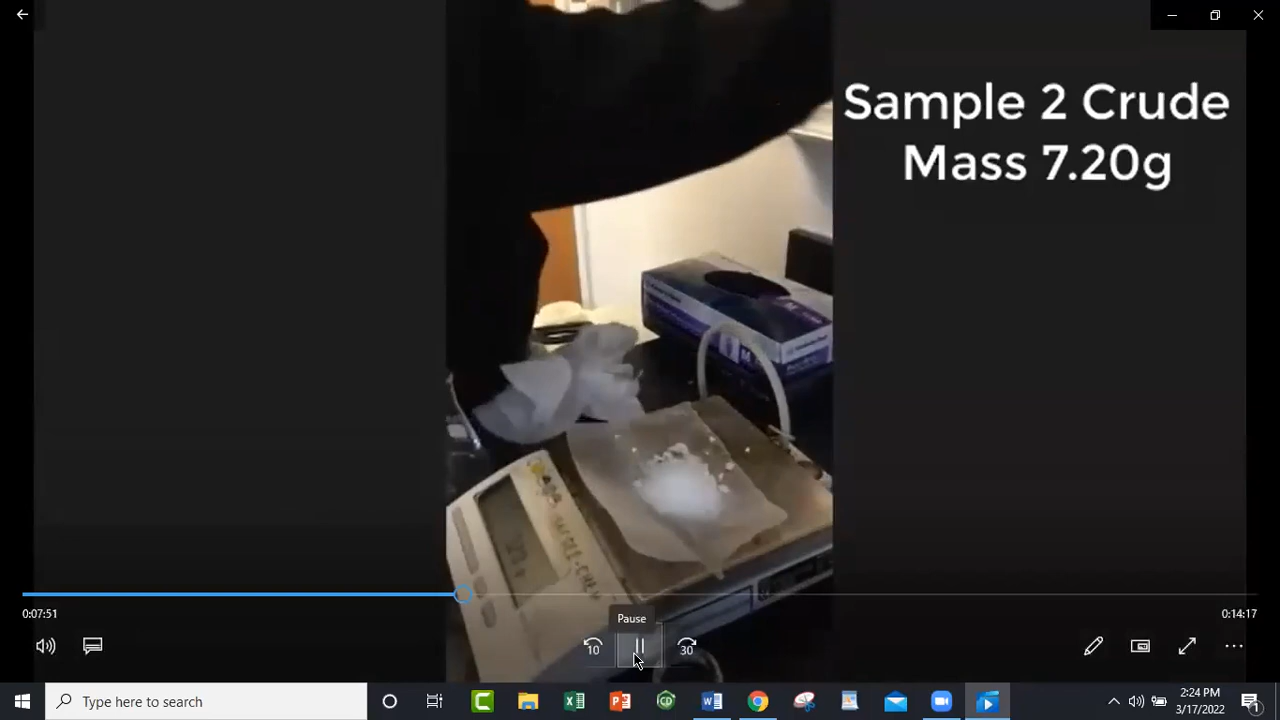 Sample 2 Crude
Mass 7.20g
0:07:51
Pause
0:14:17
10
30
Type here to search
2:24 PM
3/17/2022